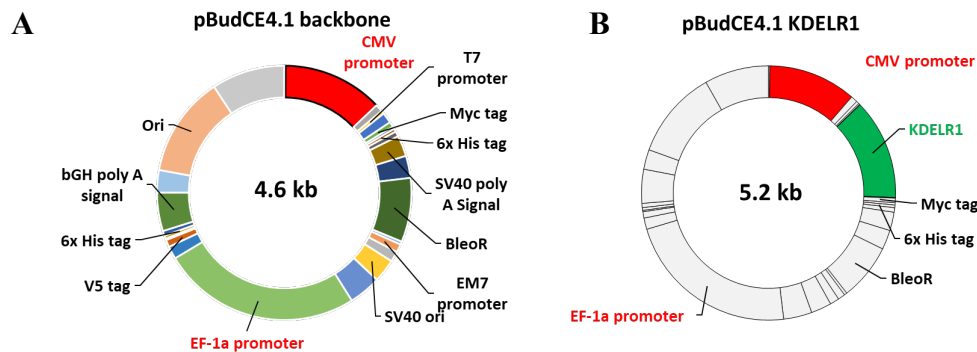 A
pBudCE4.1 backbone
CMV
promoter
T7
promoter
Myc tag
6x His tag
SV40 poly
A Signal
BleoR
EM7
promoter
SV40 ori
EF-1a promoter
V5 tag
6x His tag
bGH poly A
signal
Ori
4.6 kb
B
pBudCE4.1 KDELR1
CMV promoter
KDELR1
Myc tag
6x His tag
BleoR
EF-1a promoter
5.2 kb